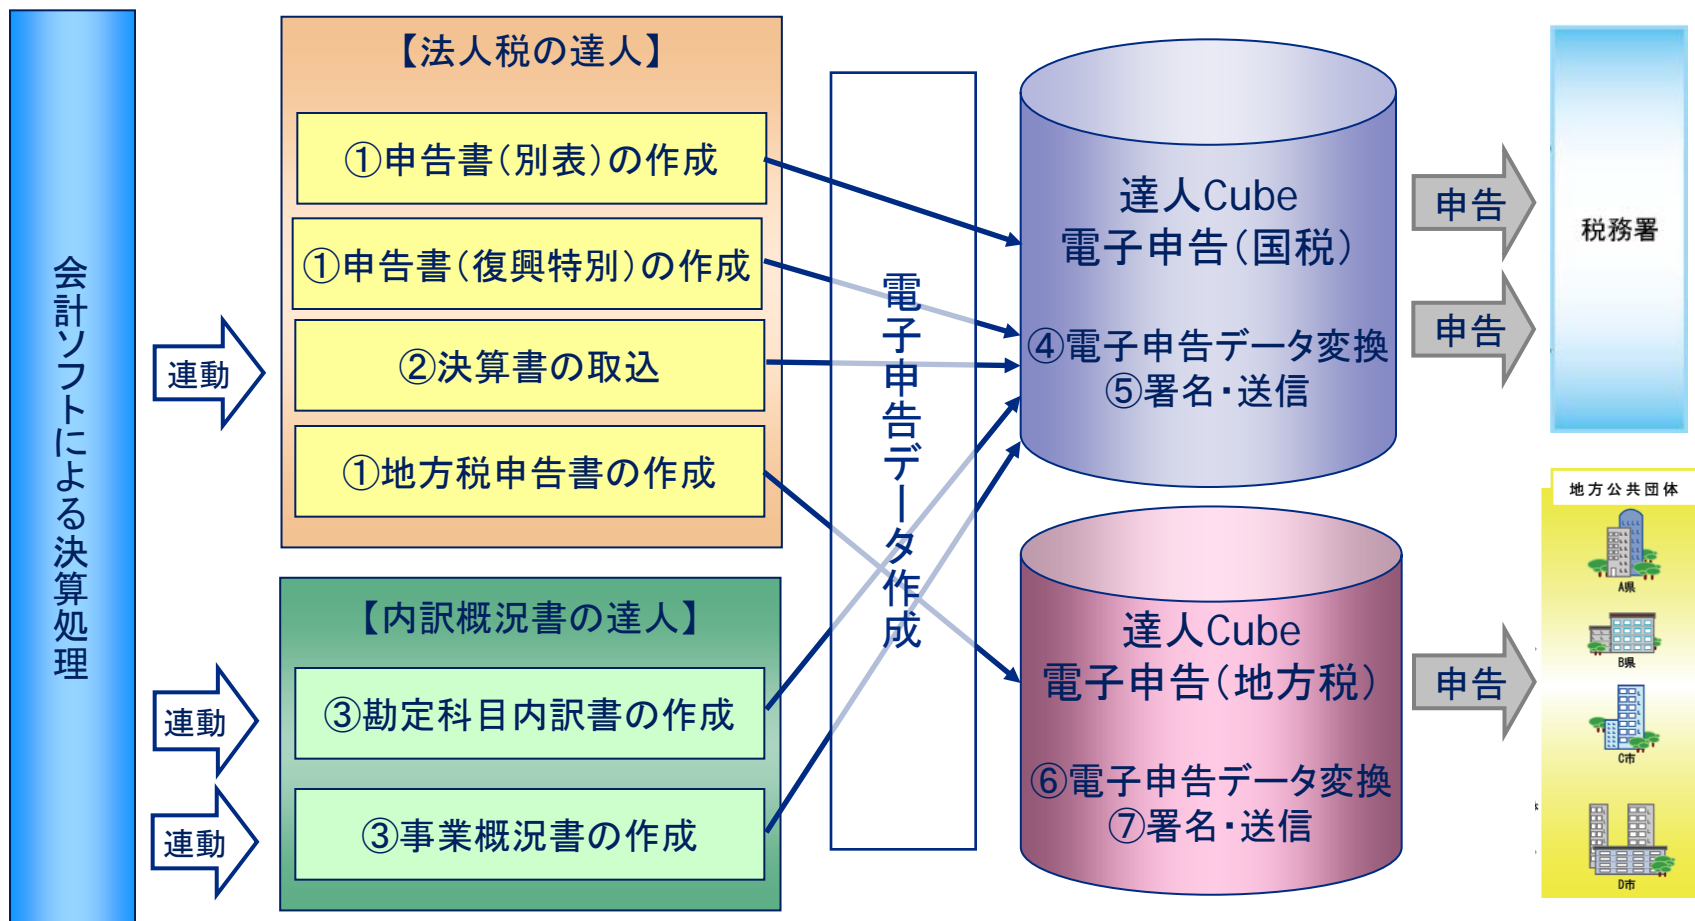 会計ソフトによる決算処理
連動
連動
連動
【法人税の達人】
①申告書(別表)の作成
①申告書(復興特別)の作成
②決算書の取込
①地方税申告書の作成
【内訳概況書の達人】
③勘定科目内訳書の作成
③事業概況書の作成
電子申告データ作成
達人Cube
電子申告(国税)
④電子申告データ変換
⑤署名・送信
達人Cube
電子申告(地方税)
⑥電子申告データ変換
⑦署名・送信
申告
申告
申告
税務署
地方公共団体
A県
B県
C市
D市